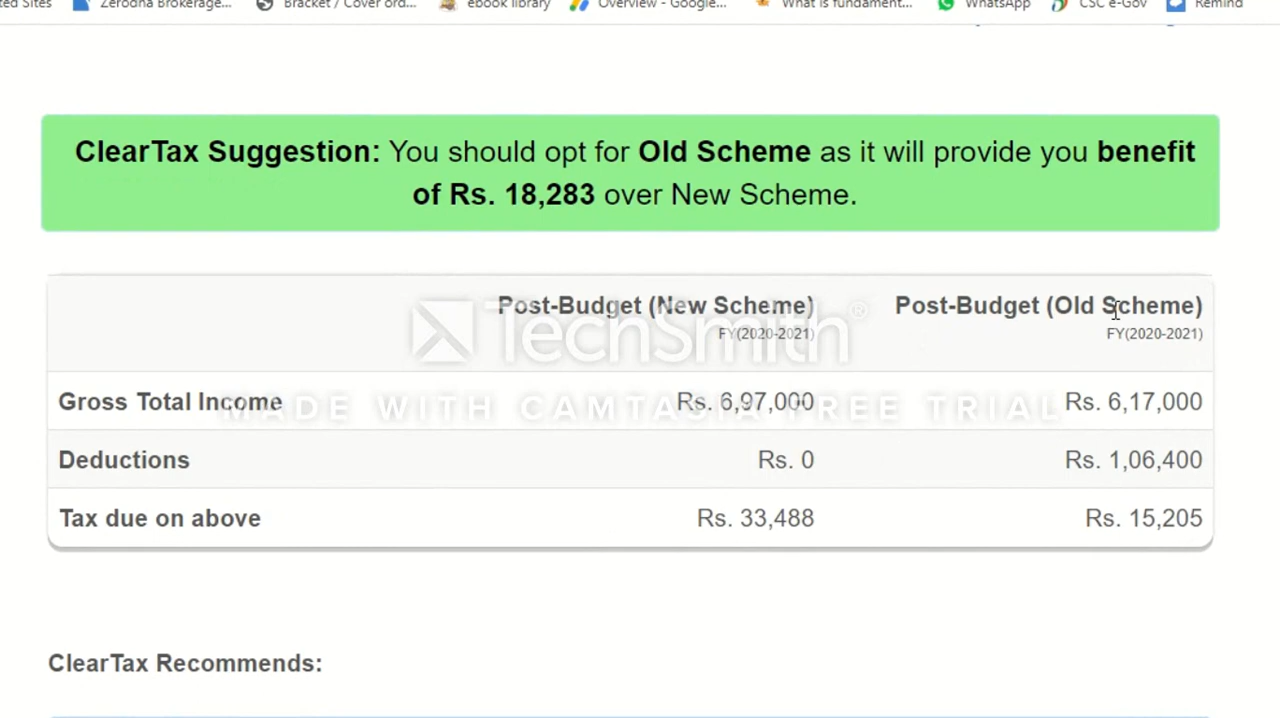 ted Sites Zerodha Brokerage... Bracket / Cover ord... ebook library Overview - Google... What is fundament... WhatsApp CSC e-Gov Remind
ClearTax Suggestion: You should opt for Old Scheme as it will provide you benefit
of Rs. 18,283 over New Scheme.
Post-Budget (New Scheme) Post-Budget (Old Scheme)
FY(2020-2021) FY(2020-2021)
TechSmith®
Gross Total Income Rs. 6,97,000 Rs. 6,17,000
MADE WITH CAMTASIA FREE TRIAL
Deductions Rs. 0 Rs. 1,06,400
Tax due on above Rs. 33,488 Rs. 15,205
ClearTax Recommends: